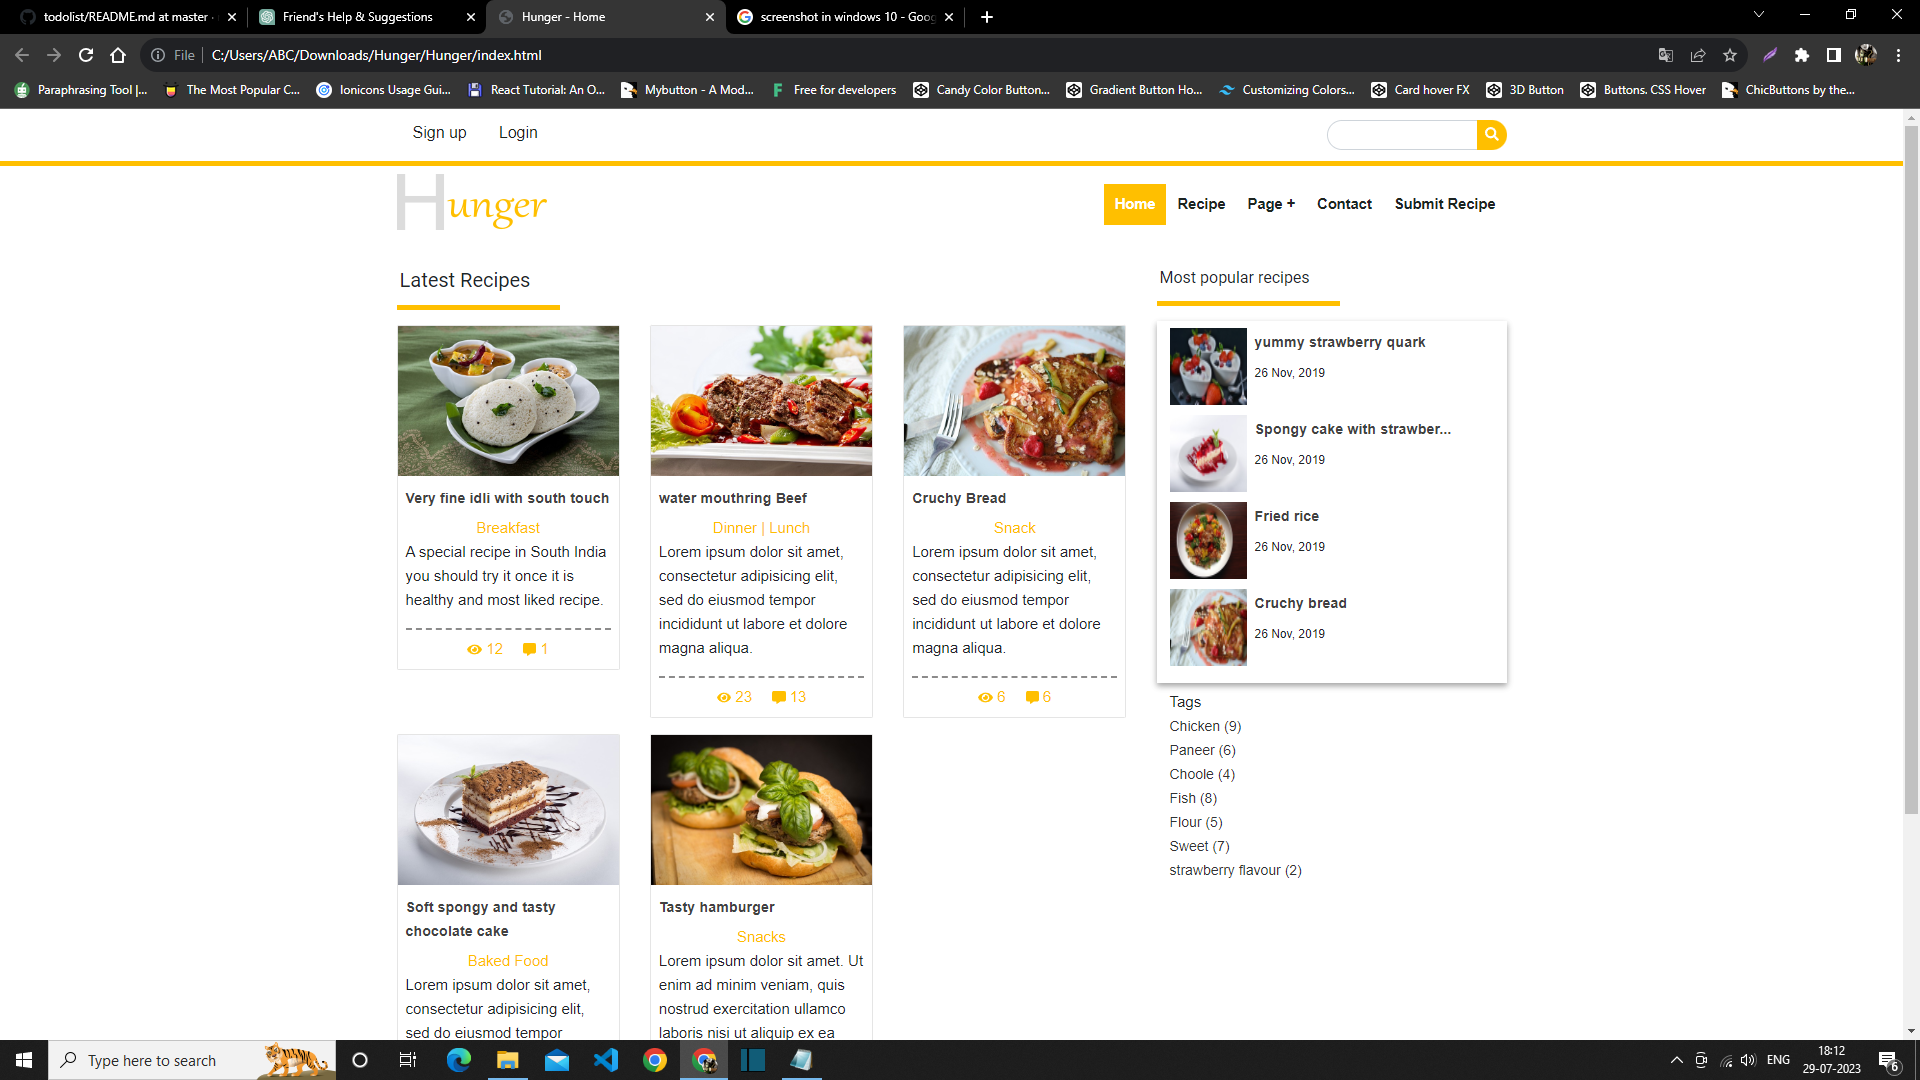 todolist/README.md at master
Friend's Help & Suggestions
Hunger - Home
screenshot in windows 10 - Goo
File
C:/Users/ABC/Downloads/Hunger/Hunger/index.html
Paraphrasing Tool |...
The Most Popular C...
Ionicons Usage Gui...
React Tutorial: An O...
Mybutton - A Mod...
Free for developers
Candy Color Button...
Gradient Button Ho...
Customizing Colors...
Card hover FX
3D Button
Buttons. CSS Hover
ChicButtons by the...
Sign up
Login
Hunger
Home
Recipe
Page +
Contact
Submit Recipe
Latest Recipes
Very fine idli with south touch
Breakfast
A special recipe in South India
you should try it once it is
healthy and most liked recipe.
12
1
water mouthring Beef
Dinner | Lunch
Lorem ipsum dolor sit amet,
consectetur adipisicing elit,
sed do eiusmod tempor
incididunt ut labore et dolore
magna aliqua.
23
13
Cruchy Bread
Snack
Lorem ipsum dolor sit amet,
consectetur adipisicing elit,
sed do eiusmod tempor
incididunt ut labore et dolore
magna aliqua.
6
6
Soft spongy and tasty
chocolate cake
Baked Food
Lorem ipsum dolor sit amet,
consectetur adipisicing elit,
sed do eiusmod tempor
Tasty hamburger
Snacks
Lorem ipsum dolor sit amet. Ut
enim ad minim veniam, quis
nostrud exercitation ullamco
laboris nisi ut aliquip ex ea
Most popular recipes
yummy strawberry quark
26 Nov, 2019
Spongy cake with strawber...
26 Nov, 2019
Fried rice
26 Nov, 2019
Cruchy bread
26 Nov, 2019
Tags
Chicken (9)
Paneer (6)
Choole (4)
Fish (8)
Flour (5)
Sweet (7)
strawberry flavour (2)
Type here to search
ENG
18:12
29-07-2023
6